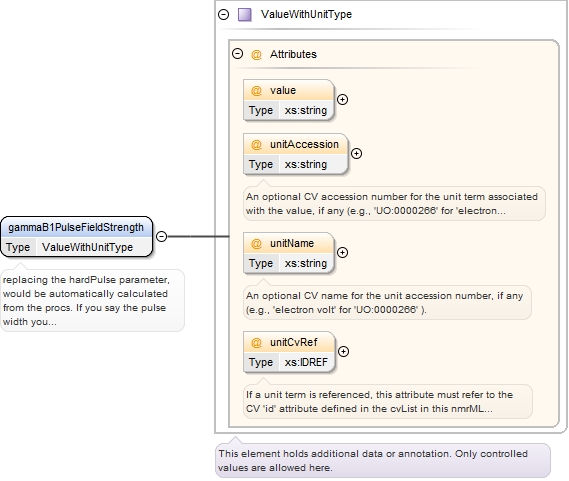 ValueWithUnitType
@ Attributes
@ value
Type xs:string
@ unitAccession
Type xs:string
An optional CV accession number for the unit term associated
with the value, if any (e.g., 'UO:0000266' for 'electron...
gammaB1PulseFieldStrength
Type ValueWithUnitType
replacing the hardPulse parameter,
would be automatically calculated
from the procs. If you say the pulse
width you...
@ unitName
Type xs:string
An optional CV name for the unit accession number, if any
(e.g., 'electron volt' for 'UO:0000266' ).
@ unitCvRef
Type xs:IDREF
If a unit term is referenced, this attribute must refer to the
CV 'id' attribute defined in the cvList in this nmrML...
This element holds additional data or annotation. Only controlled
values are allowed here.